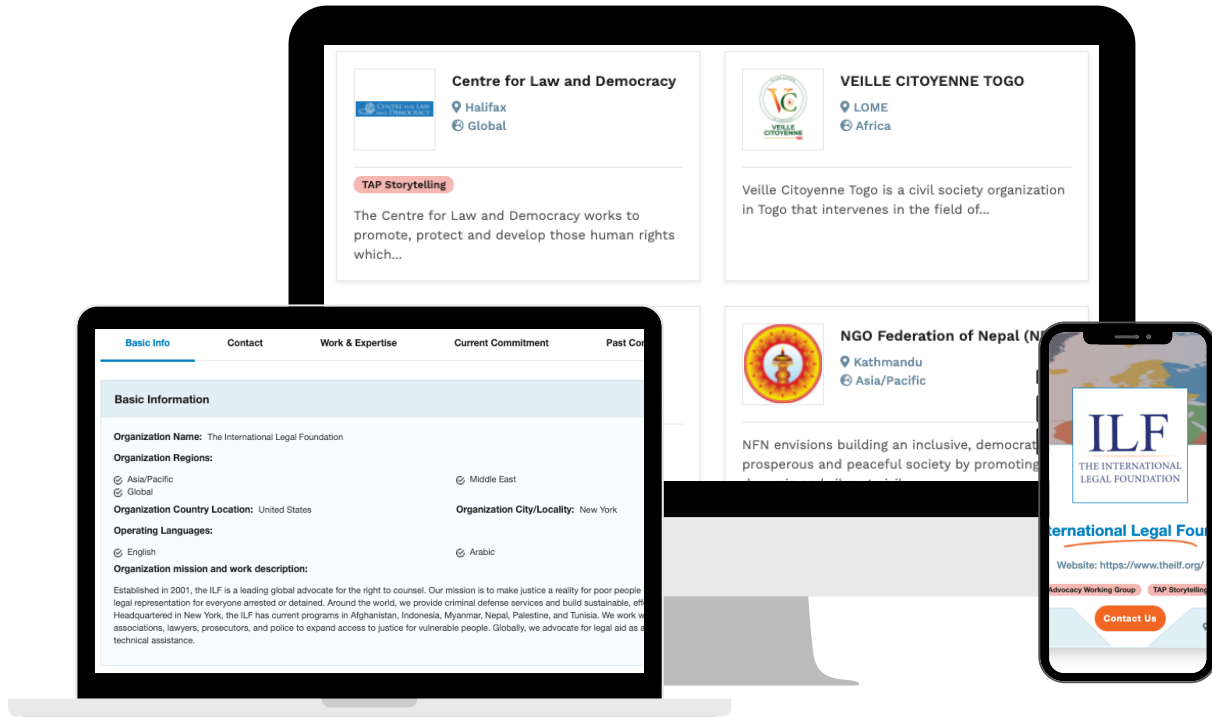 Centre for Law and Democracy
Halifax
Global
CENTRE FOR LAW
AND DEMOCRACY
TAP Storytelling
The Centre for Law and Democracy works to
promote, protect and develop those human rights
which...
VEILLE CITOYENNE TOGO
LOME
Africa
VC
VEILLE
CITOYENNE
Veille Citoyenne Togo is a civil society organization
in Togo that intervenes in the field of...
NGO Federation of Nepal (N
Kathmandu
Asia/Pacific
NFN envisions building an inclusive, democrat
prosperous and peaceful society by promoting
Basic Info
Contact
Work & Expertise
Current Commitment
Past Co
Basic Information
Organization Name: The International Legal Foundation
Organization Regions:
Asia/Pacific
Middle East
Global
Organization Country Location: United States
Organization City/Locality: New York
Operating Languages:
English
Arabic
Organization mission and work description:
Established in 2001, the ILF is a leading global advocate for the right to counsel. Our mission is to make justice a reality for poor people
legal representation for everyone arrested or detained. Around the world, we provide criminal defense services and build sustainable, eff
Headquartered in New York, the ILF has current programs in Afghanistan, Indonesia, Myanmar, Nepal, Palestine, and Tunisia. We work w
associations, lawyers, prosecutors, and police to expand access to justice for vulnerable people. Globally, we advocate for legal aid as a
technical assistance.
ILF
THE INTERNATIONAL
LEGAL FOUNDATION
ternational Legal Fou
Website: https://www.theilf.org/
Advocacy Working Group
TAP Storytelling
Contact Us